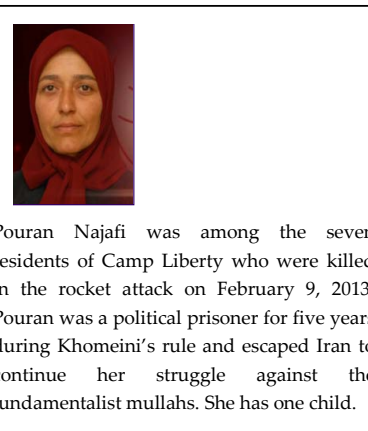 Pouran Najafi was among the seven
residents of Camp Liberty who were killed
in the rocket attack on February 9, 2013.
Pouran was a political prisoner for five years
during Khomeini’s rule and escaped Iran to
continue her struggle against the
fundamentalist mullahs. She has one child.